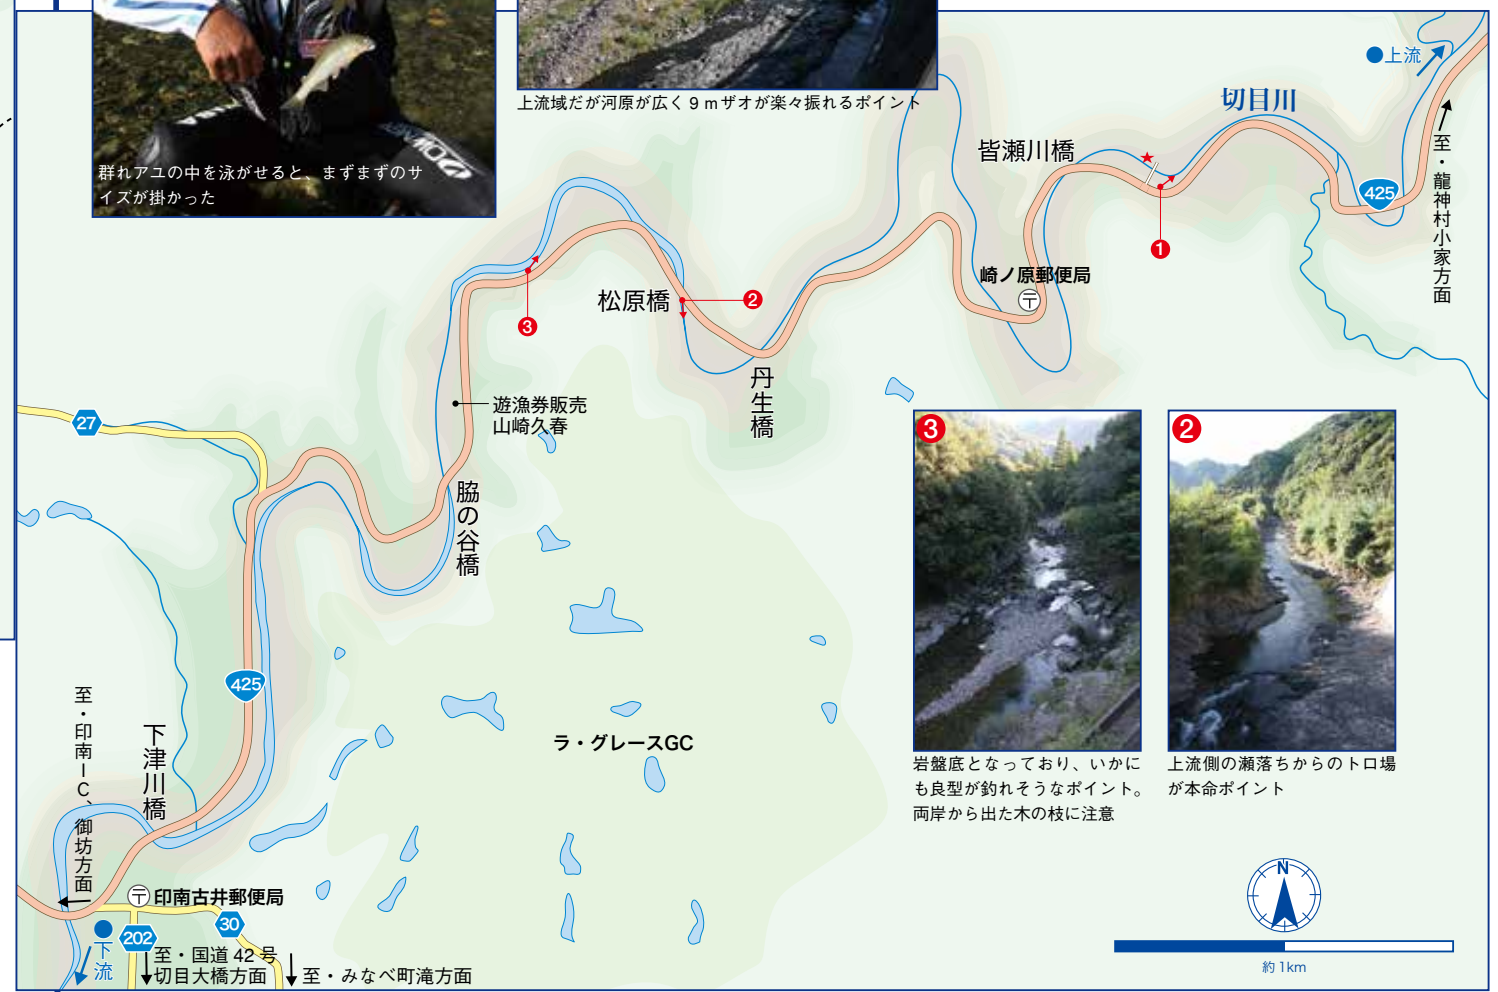 群れアユの中を泳がせると、まずまずのサ
イズが掛かった
上流域だが河原が広く9mザオが楽々振れるポイント
●上流
切目川
皆瀬川橋
★
425
至・龍神村小家方面
1
崎ノ原郵便局
〒
松原橋
2
3
丹生橋
遊漁券販売
山崎久春
27
脇の谷橋
3
2
425
ラ・グレースGC
岩盤底となっており、いかに
も良型が釣れそうなポイント。
両岸から出た木の枝に注意
上流側の瀬落ちからのトロ場
が本命ポイント
至・印南IC、御坊方面
下津川橋
〒印南古井郵便局
30
202
●下流
至・国道42号
切目大橋方面
至・みなべ町滝方面
N
約1km